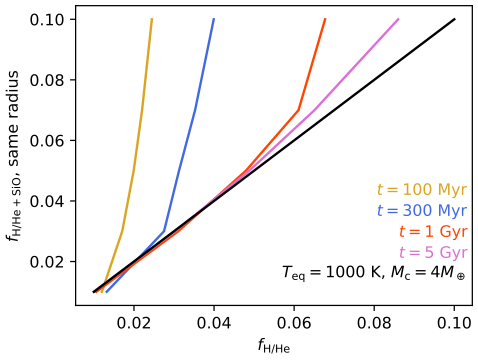 0.10
0.08
0.06
0.04
0.02
f_H/He + SiO, same radius
t = 100 Myr
t = 300 Myr
t = 1 Gyr
t = 5 Gyr
T_eq = 1000 K, M_c = 4M_⊕
0.02 0.04 0.06 0.08 0.10
f_H/He